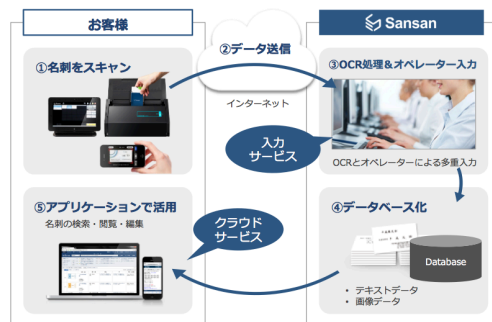 お客様
Sansan
①名刺をスキャン
②データ送信
インターネット
③OCR処理&オペレーター入力
OCRとオペレーターによる多重入力
入力
サービス
④データベース化
Database
• テキストデータ
• 画像データ
クラウド
サービス
⑤アプリケーションで活用
名刺の検索・閲覧・編集